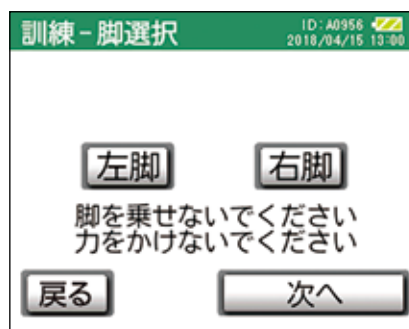 訓練-脚選択
ID:A0956
2018/04/15 13:00
左脚 右脚
脚を乗せないでください
力をかけないでください
戻る 次へ